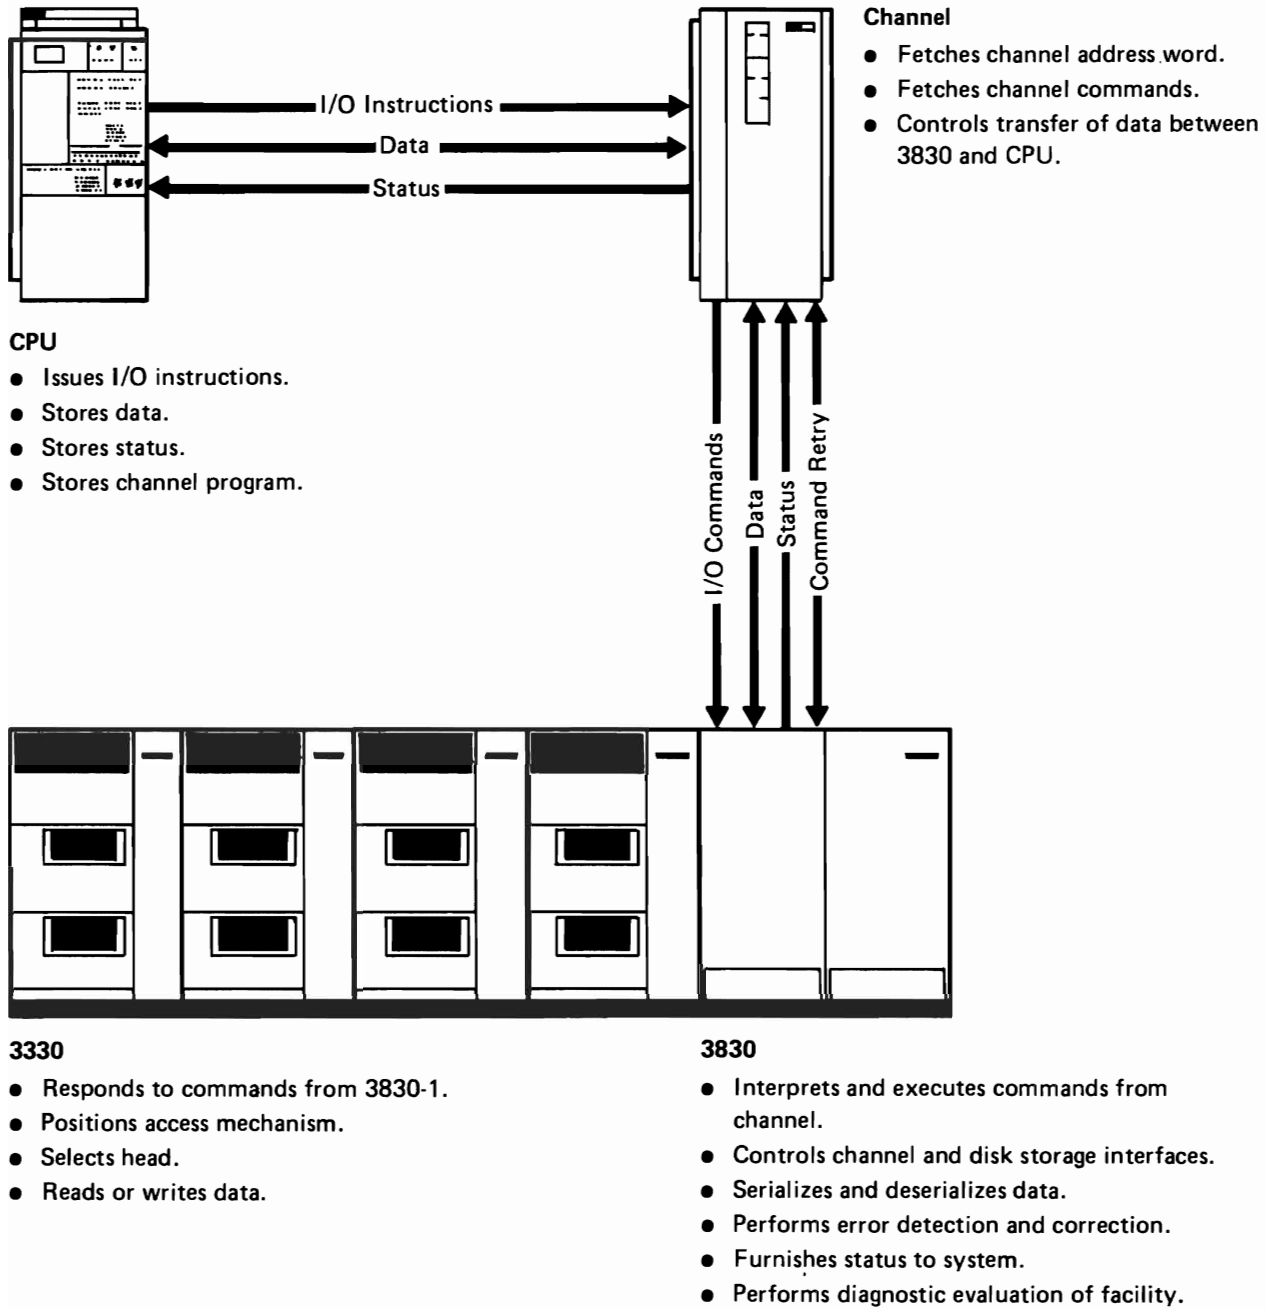 Channel
● Fetches channel address word.
● Fetches channel commands.
● Controls transfer of data between
3830 and CPU.
I/O Instructions
Data
Status
CPU
● Issues I/O instructions.
● Stores data.
● Stores status.
● Stores channel program.
I/O Commands
Data
Status
Command Retry
3330
● Responds to commands from 3830-1.
● Positions access mechanism.
● Selects head.
● Reads or writes data.
3830
● Interprets and executes commands from
channel.
● Controls channel and disk storage interfaces.
● Serializes and deserializes data.
● Performs error detection and correction.
● Furnishes status to system.
● Performs diagnostic evaluation of facility.